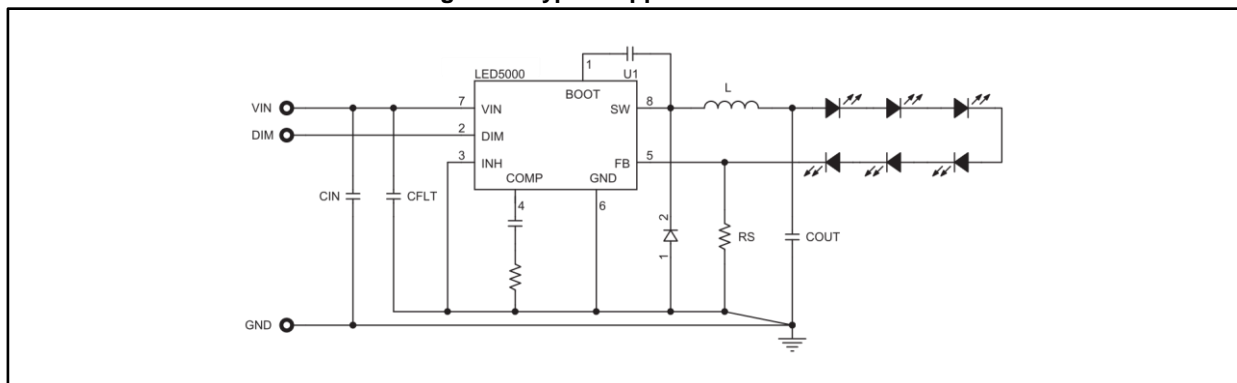 LED5000
1
U1
BOOT
L
VIN
7
VIN
SW
8
DIM
2
DIM
3
INH
FB
5
COMP
GND
CIN
CFLT
4
6
2
1
RS
COUT
GND